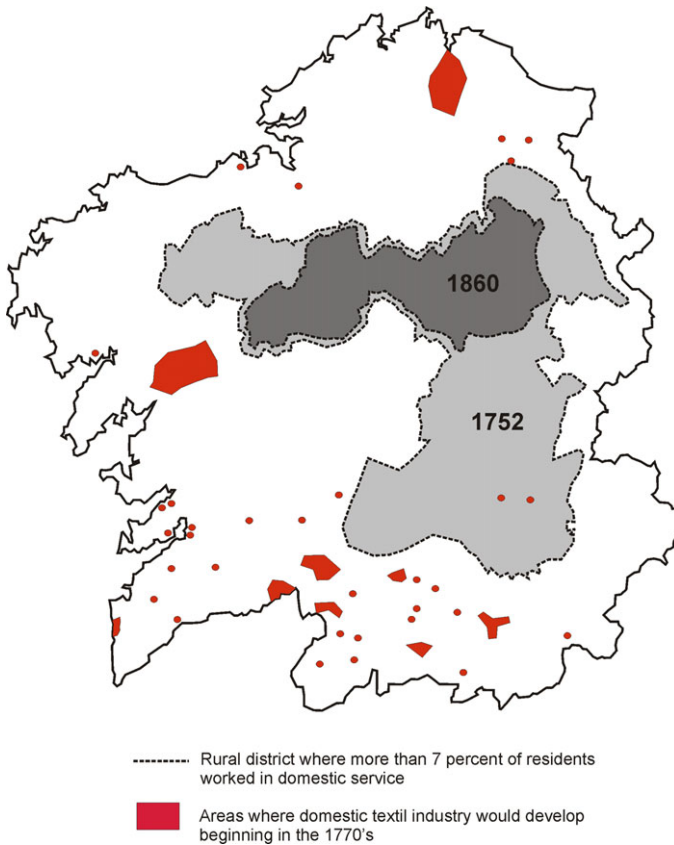 1860
1752
Rural district where more than 7 percent of residents
worked in domestic service
Areas where domestic textil industry would develop
beginning in the 1770's